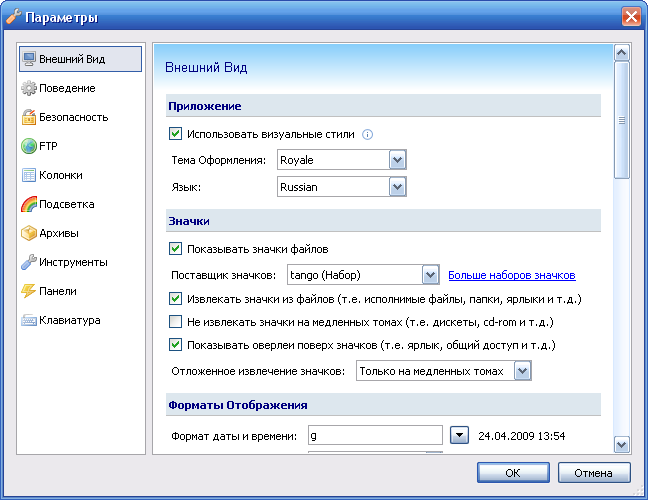 Параметры
Внешний Вид
Поведение
Безопасность
FTP
Колонки
Подсветка
Архивы
Инструменты
Панели
Клавиатура
Внешний Вид
Приложение
Использовать визуальные стили
Тема Оформления: Royale
Язык: Russian
Значки
Показывать значки файлов
Поставщик значков: tango (Набор) Больше наборов значков
Извлекать значки из файлов (т.е. исполнимые файлы, папки, ярлыки и т.д.)
Не извлекать значки на медленных томах (т.е. дискеты, cd-rom и т.д.)
Показывать оверлеи поверх значков (т.е. ярлык, общий доступ и т.д.)
Отложенное извлечение значков: Только на медленных томах
Форматы Отображения
Формат даты и времени: g 24.04.2009 13:54
OK Отмена